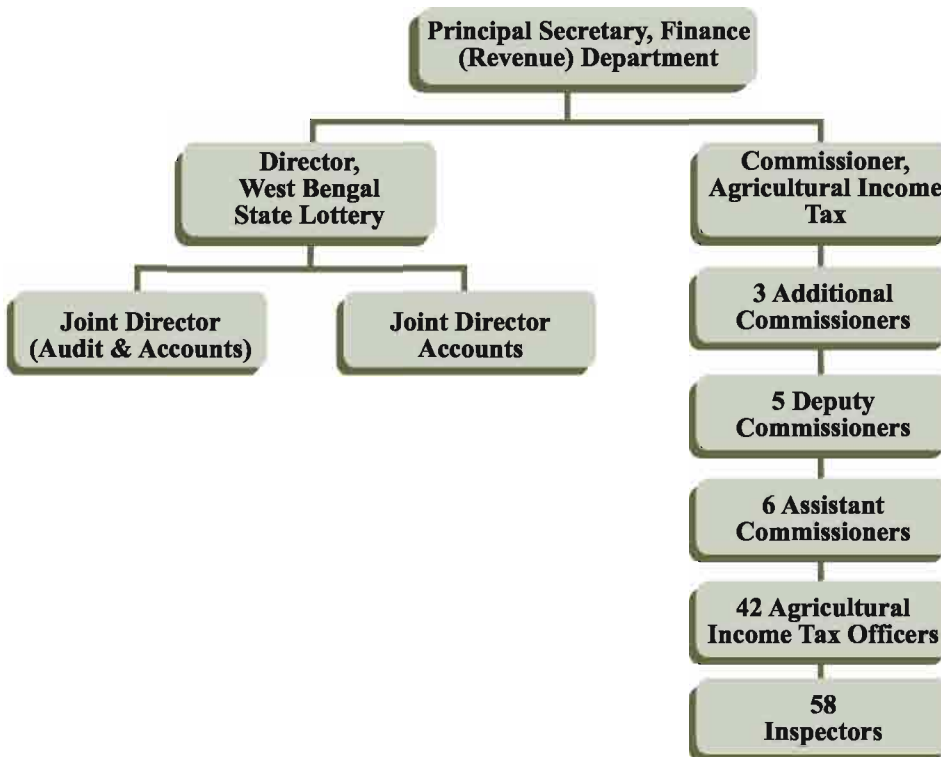 Principal Secretary, Finance
(Revenue) Department
Director,
West Bengal
State Lottery
Commissioner,
Agricultural Income
Tax
Joint Director
(Audit & Accounts)
Joint Director
Accounts
3 Additional
Commissioners
5 Deputy
Commissioners
6 Assistant
Commissioners
42 Agricultural
Income Tax Officers
58
Inspectors